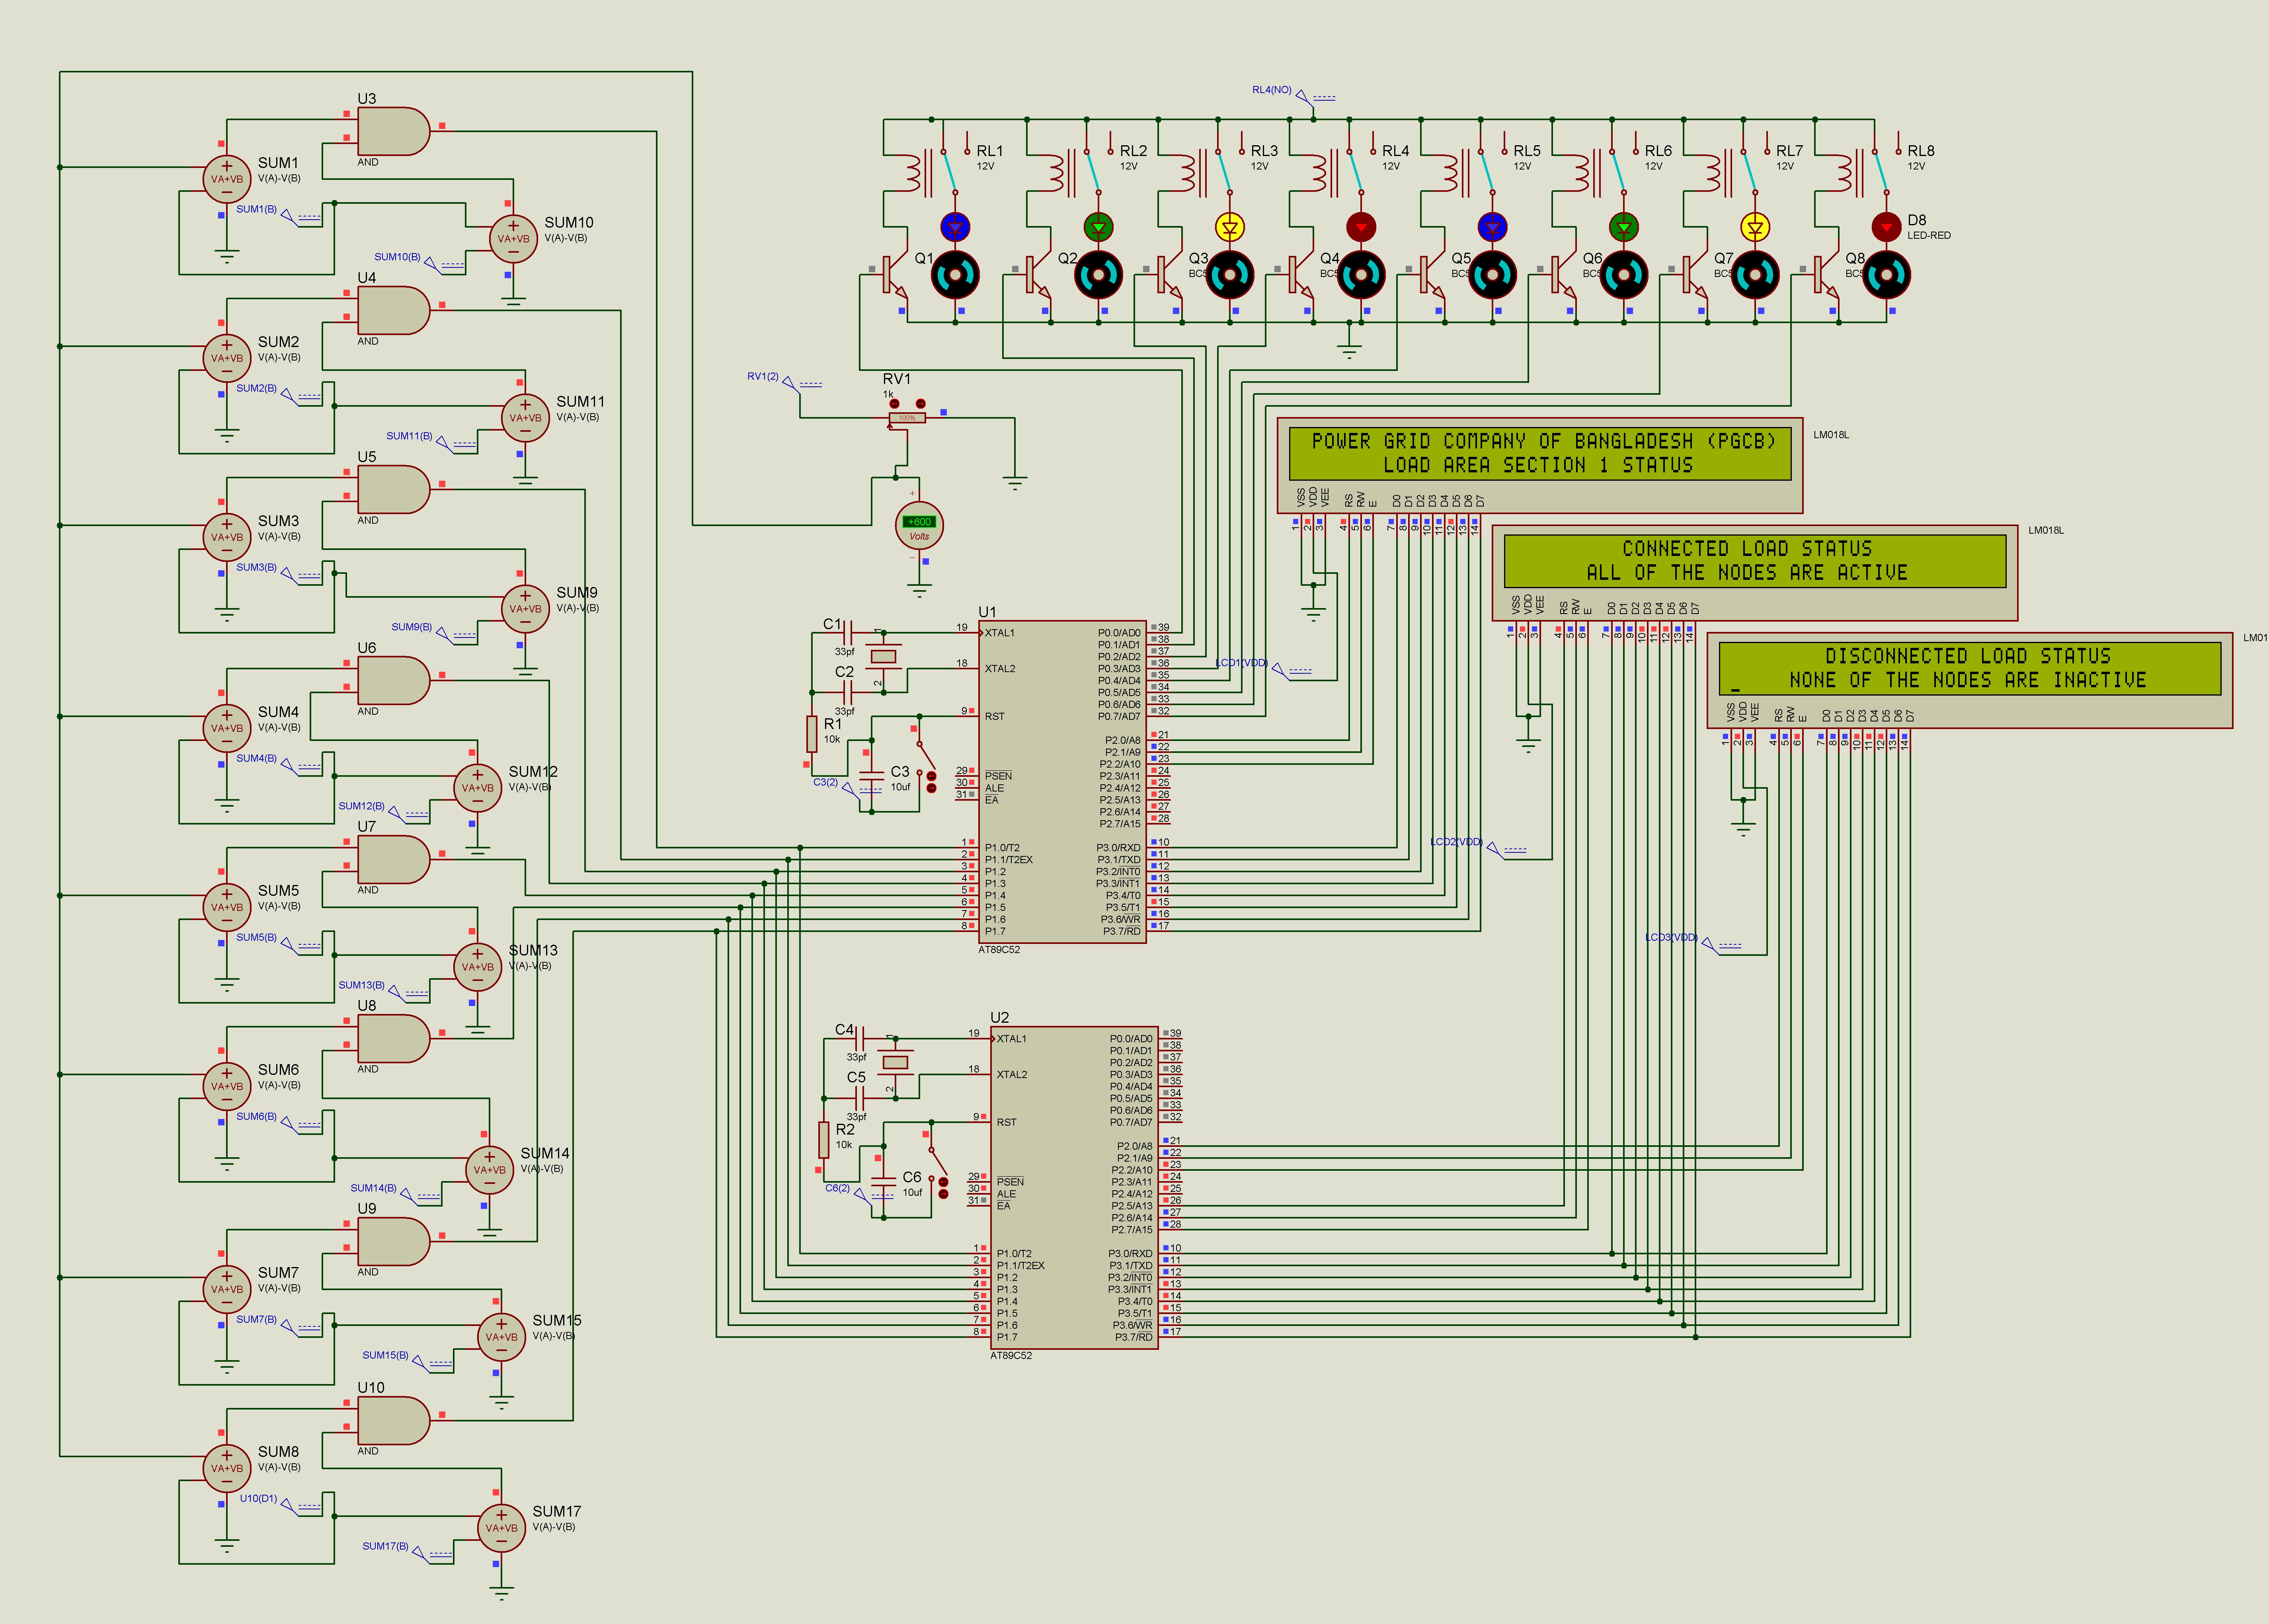 U3
AND
SUM1
V(A)-V(B)
VA+VB
SUM1(B)
SUM10
V(A)-V(B)
VA+VB
SUM10(B)
U4
AND
SUM2
V(A)-V(B)
VA+VB
SUM2(B)
SUM11
V(A)-V(B)
VA+VB
SUM11(B)
U5
AND
SUM3
V(A)-V(B)
VA+VB
SUM3(B)
SUM9
V(A)-V(B)
VA+VB
SUM9(B)
U6
AND
SUM4
V(A)-V(B)
VA+VB
SUM4(B)
SUM12
V(A)-V(B)
VA+VB
SUM12(B)
U7
AND
SUM5
V(A)-V(B)
VA+VB
SUM5(B)
SUM13
V(A)-V(B)
VA+VB
SUM13(B)
U8
AND
SUM6
V(A)-V(B)
VA+VB
SUM6(B)
SUM14
V(A)-V(B)
VA+VB
SUM14(B)
U9
AND
SUM7
V(A)-V(B)
VA+VB
SUM7(B)
SUM15
V(A)-V(B)
VA+VB
SUM15(B)
U10
AND
SUM8
V(A)-V(B)
VA+VB
U10(D1)
SUM17
V(A)-V(B)
VA+VB
SUM17(B)
RL4(NO)
RL1 RL2 RL3 RL4 RL5 RL6 RL7 RL8
12V 12V 12V 12V 12V 12V 12V 12V
D8
LED-RED
Q1 Q2 Q3 Q4 Q5 Q6 Q7 Q8
RV1(2)
RV1
1k
100%
+600
Volts
POWER GRID COMPANY OF BANGLADESH (PGCB)
LOAD AREA SECTION 1 STATUS
LM018L
VSS VDD VEE RS RW E D0 D1 D2 D3 D4 D5 D6 D7
1 2 3 4 5 6 7 8 9 10 11 12 13 14
LCD1(VDD)
CONNECTED LOAD STATUS
ALL OF THE NODES ARE ACTIVE
LM018L
VSS VDD VEE RS RW E D0 D1 D2 D3 D4 D5 D6 D7
1 2 3 4 5 6 7 8 9 10 11 12 13 14
LCD2(VDD)
DISCONNECTED LOAD STATUS
_ NONE OF THE NODES ARE INACTIVE
LM01
VSS VDD VEE RS RW E D0 D1 D2 D3 D4 D5 D6 D7
1 2 3 4 5 6 7 8 9 10 11 12 13 14
LCD3(VDD)
C1
33pf
C2
33pf
R1
10k
C3
10uf
C3(2)
1
2
U1
19 XTAL1 P0.0/AD0 39
P0.1/AD1 38
P0.2/AD2 37
18 XTAL2 P0.3/AD3 36
P0.4/AD4 35
P0.5/AD5 34
P0.6/AD6 33
9 RST P0.7/AD7 32
P2.0/A8 21
P2.1/A9 22
P2.2/A10 23
29 PSEN P2.3/A11 24
30 ALE P2.4/A12 25
31 EA P2.5/A13 26
P2.6/A14 27
P2.7/A15 28
1 P1.0/T2 P3.0/RXD 10
2 P1.1/T2EX P3.1/TXD 11
3 P1.2 P3.2/INT0 12
4 P1.3 P3.3/INT1 13
5 P1.4 P3.4/T0 14
6 P1.5 P3.5/T1 15
7 P1.6 P3.6/WR 16
8 P1.7 P3.7/RD 17
AT89C52
C4
33pf
C5
33pf
R2
10k
C6
10uf
C6(2)
1
2
U2
19 XTAL1 P0.0/AD0 39
P0.1/AD1 38
P0.2/AD2 37
18 XTAL2 P0.3/AD3 36
P0.4/AD4 35
P0.5/AD5 34
P0.6/AD6 33
9 RST P0.7/AD7 32
P2.0/A8 21
P2.1/A9 22
P2.2/A10 23
29 PSEN P2.3/A11 24
30 ALE P2.4/A12 25
31 EA P2.5/A13 26
P2.6/A14 27
P2.7/A15 28
1 P1.0/T2 P3.0/RXD 10
2 P1.1/T2EX P3.1/TXD 11
3 P1.2 P3.2/INT0 12
4 P1.3 P3.3/INT1 13
5 P1.4 P3.4/T0 14
6 P1.5 P3.5/T1 15
7 P1.6 P3.6/WR 16
8 P1.7 P3.7/RD 17
AT89C52